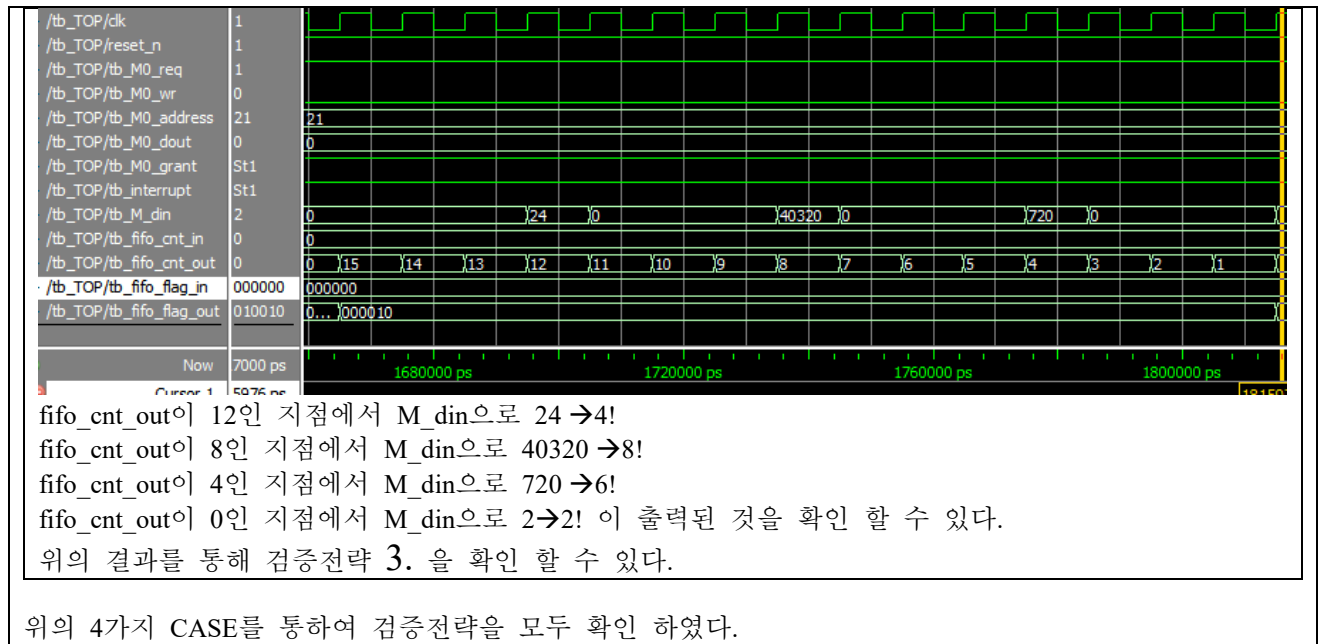 /tb_TOP/clk 1
/tb_TOP/reset_n 1
/tb_TOP/tb_M0_req 1
/tb_TOP/tb_M0_wr 0
/tb_TOP/tb_M0_address 21 21
/tb_TOP/tb_M0_dout 0 0
/tb_TOP/tb_M0_grant St1
/tb_TOP/tb_interrupt St1
/tb_TOP/tb_M_din 2 0 24 0 40320 0 720 0
/tb_TOP/tb_fifo_cnt_in 0 0
/tb_TOP/tb_fifo_cnt_out 0 0 15 14 13 12 11 10 9 8 7 6 5 4 3 2 1
/tb_TOP/tb_fifo_flag_in 000000 000000
/tb_TOP/tb_fifo_flag_out 010010 0... 000010
Now 7000 ps 1680000 ps 1720000 ps 1760000 ps 1800000 ps
Cursor 1 5976 ps
fifo_cnt_out이 12인 지점에서 M_din으로 24 →4!
fifo_cnt_out이 8인 지점에서 M_din으로 40320 →8!
fifo_cnt_out이 4인 지점에서 M_din으로 720 →6!
fifo_cnt_out이 0인 지점에서 M_din으로 2→2! 이 출력된 것을 확인 할 수 있다.
위의 결과를 통해 검증전략 3. 을 확인 할 수 있다.
위의 4가지 CASE를 통하여 검증전략을 모두 확인 하였다.